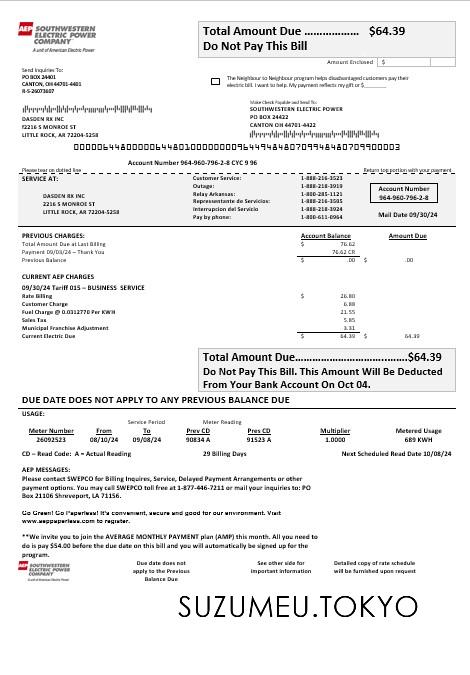 AEP SOUTHWESTERN
ELECTRIC POWER
COMPANY
A unit of American Electric Power
Total Amount Due ................... $64.39
Do Not Pay This Bill
Amount Enclosed $
Send Inquiries To:
PO BOX 24401
CANTON, OH 44701-4401
R-5-26073607
The Neighbour to Neighbour program helps disadvantaged customers pay their
electric bill. I want to help. My payment reflects my gift of $
Make Check Payable and Send To:
SOUTHWESTERN ELECTRIC POWER
PO BOX 24422
CANTON OH 44701-4422
DASDEN RX INC
f2216 S MONROE ST
LITTLE ROCK, AR 72204-5258
Account Number 964-960-796-2-8 CYC 9 96
Please tear on dotted line
Return top portion with your payment
SERVICE AT:
DASDEN RX INC
2216 S MONROE ST
LITTLE ROCK, AR 72204-5258
Customer Service: 1-888-216-3523
Outage: 1-888-218-3919
Relay Arkansas: 1-800-285-1121
Representante de Servicios: 1-888-216-3505
Interrupcion del Servicio 1-888-218-3924
Pay by phone: 1-800-611-0964
Account Number
964-960-796-2-8
Mail Date 09/30/24
PREVIOUS CHARGES: Account Balance Amount Due
Total Amount Due at Last Billing $ 76.62
Payment 09/03/24 – Thank You 76.62 CR
Previous Balance $ .00 $ .00
CURRENT AEP CHARGES
09/30/24 Tariff 015 – BUSINESS SERVICE
Rate Billing $ 26.80
Customer Charge 6.88
Fuel Charge @ 0.0312770 Per KWH 21.55
Sales Tax 5.85
Municipal Franchise Adjustment 3.31
Current Electric Due $ 64.39 $ 64.39
Total Amount Due..................................$64.39
Do Not Pay This Bill. This Amount Will Be Deducted
From Your Bank Account On Oct 04.
DUE DATE DOES NOT APPLY TO ANY PREVIOUS BALANCE DUE
USAGE:
Service Period Meter Reading
Meter Number From To Prev CD Pres CD Multiplier Metered Usage
26092523 08/10/24 09/08/24 90834 A 91523 A 1.0000 689 KWH
CD – Read Code: A = Actual Reading 29 Billing Days Next Scheduled Read Date 10/08/24
AEP MESSAGES:
Please contact SWEPCO for Billing Inquires, Service, Delayed Payment Arrangements or other
payment options. You may call SWEPCO toll free at 1-877-446-7211 or mail your inquiries to: PO
Box 21106 Shreveport, LA 71156.
Go Green! Go Paperless! It's convenient, secure and good for our environment. Visit
www.aeppaperless.com to register.
**We invite you to join the AVERAGE MONTHLY PAYMENT plan (AMP) this month. All you need to
do is pay $54.00 before the due date on this bill and you will automatically be signed up for the
program.
AEP SOUTHWESTERN
ELECTRIC POWER
COMPANY
Due date does not
apply to the Previous
Balance Due
See other side for
important information
Detailed copy of rate schedule
will be furnished upon request
SUZUMEU.TOKYO